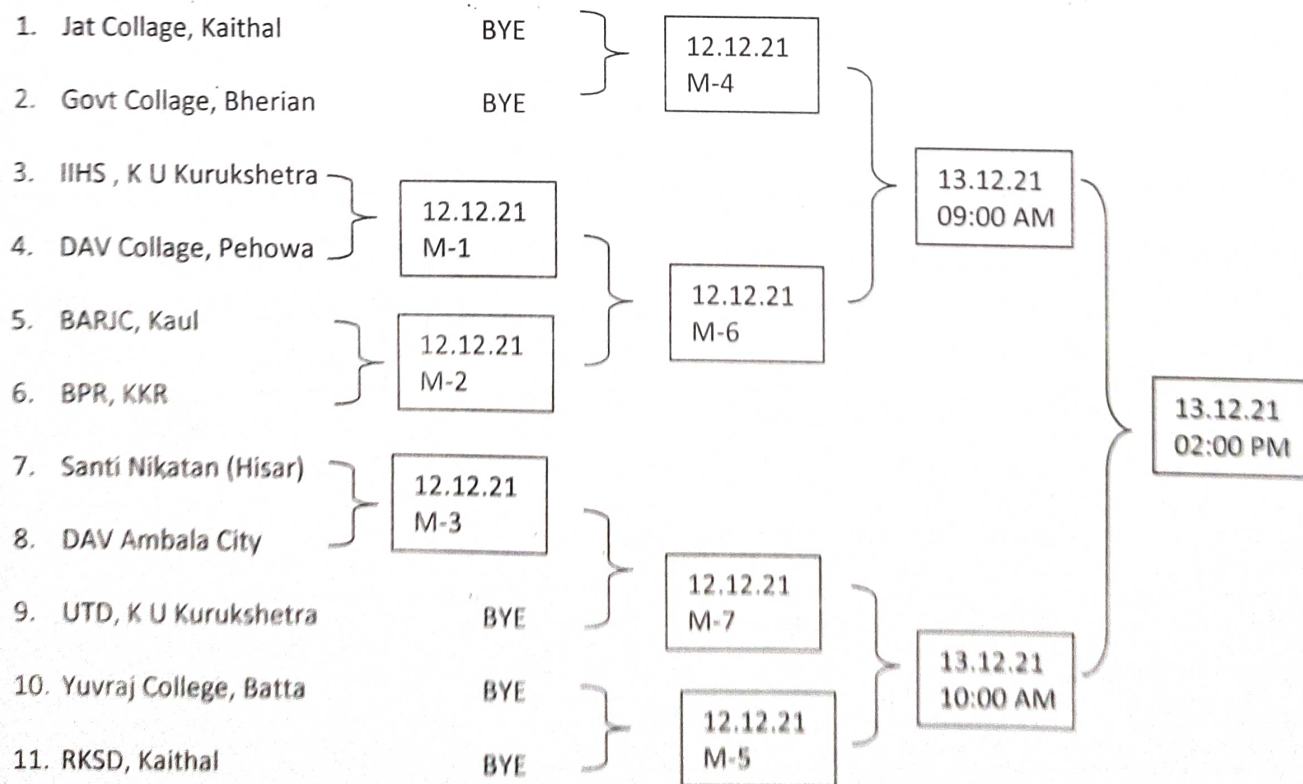 1. Jat Collage, Kaithal BYE
12.12.21
M-4
2. Govt Collage, Bherian BYE
3. IIHS , K U Kurukshetra
12.12.21
M-1
4. DAV Collage, Pehowa
13.12.21
09:00 AM
5. BARJC, Kaul
12.12.21
M-2
12.12.21
M-6
6. BPR, KKR
7. Santi Nikatan (Hisar)
12.12.21
M-3
13.12.21
02:00 PM
8. DAV Ambala City
9. UTD, K U Kurukshetra BYE
12.12.21
M-7
10. Yuvraj College, Batta BYE
13.12.21
10:00 AM
11. RKSD, Kaithal BYE
12.12.21
M-5